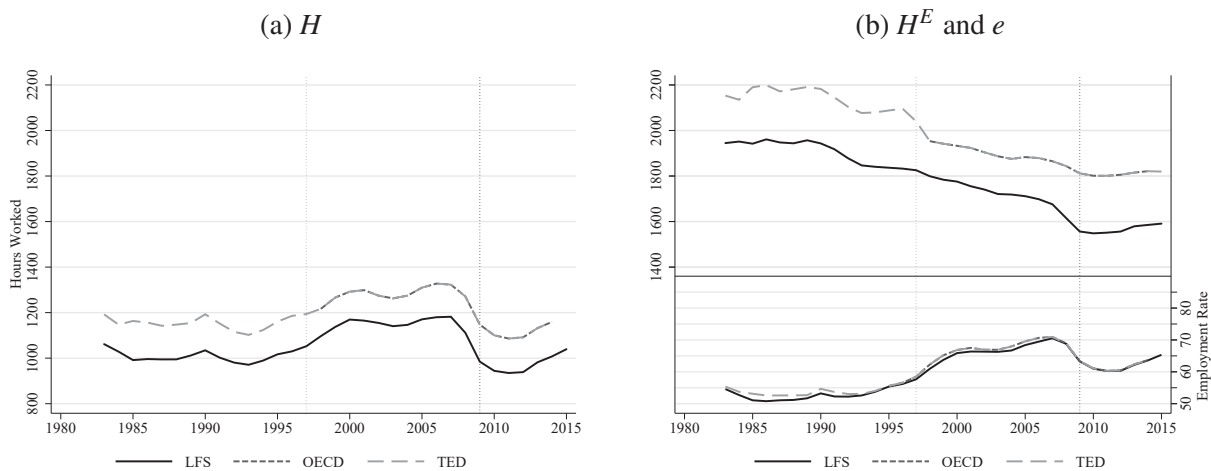 (a) H
Hours Worked
800 1000 1200 1400 1600 1800 2000 2200
1980 1985 1990 1995 2000 2005 2010 2015
LFS OECD TED
(b) H^E and e
1400 1600 1800 2000 2200
50 60 70 80
Employment Rate
1980 1985 1990 1995 2000 2005 2010 2015
LFS OECD TED